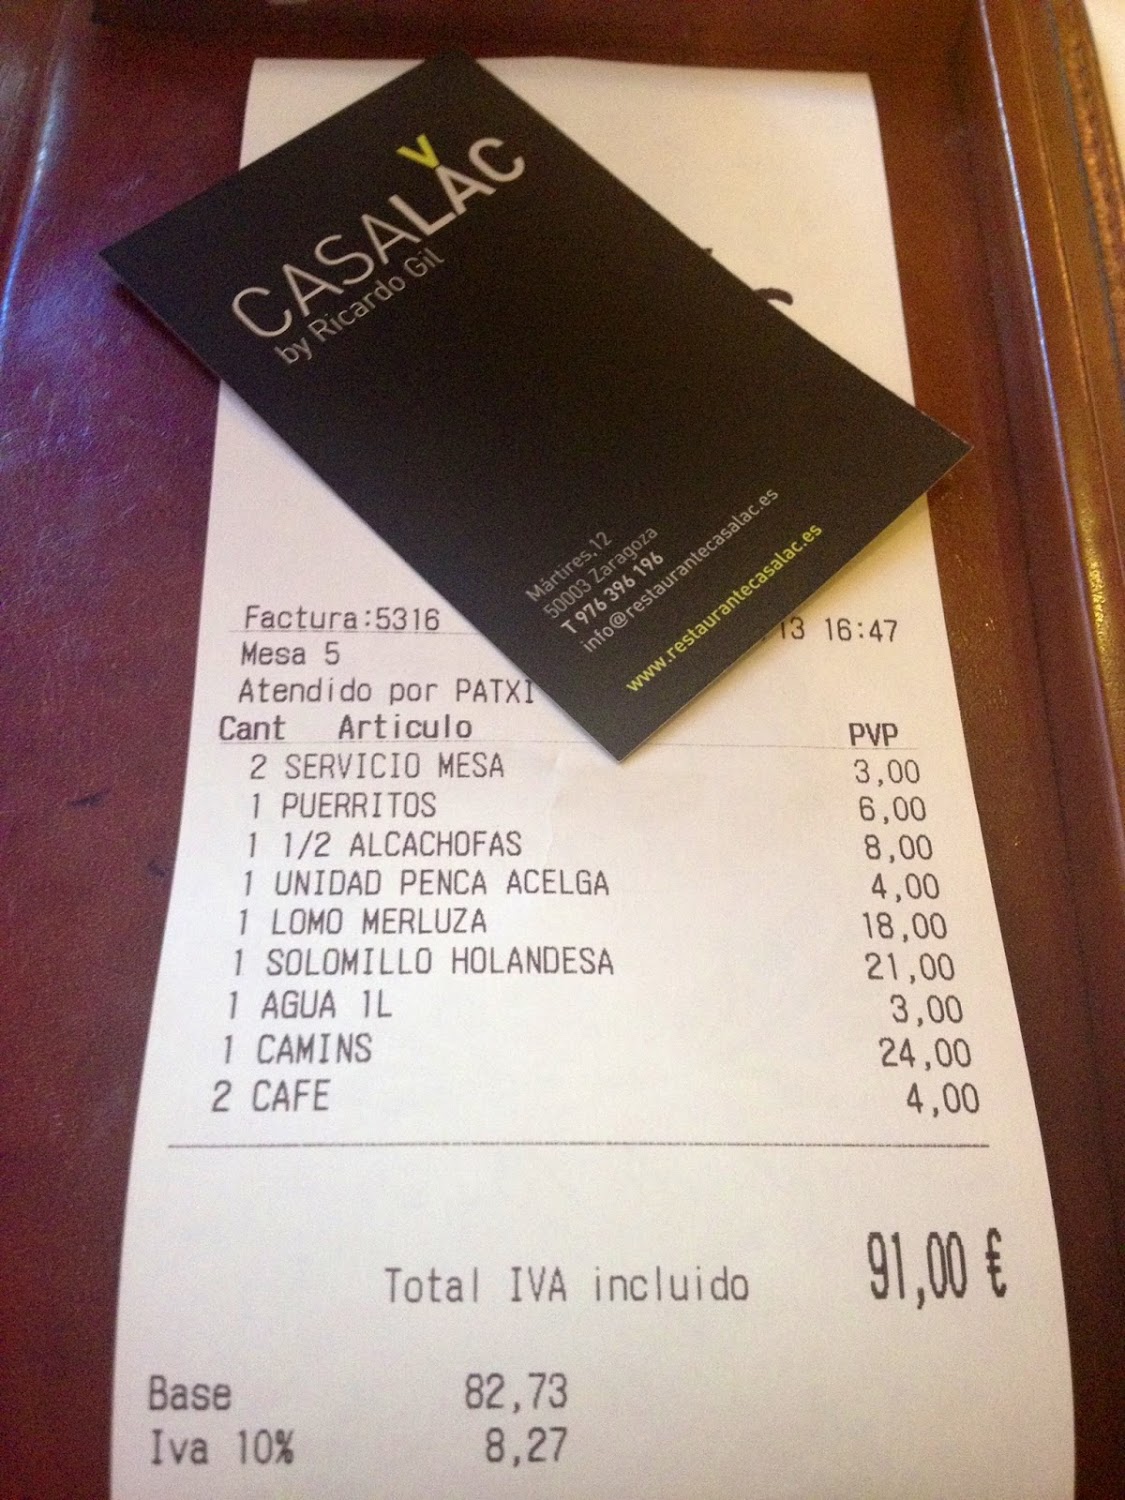 CASALAC
by Ricardo Gil
Mártires, 12
50003 Zaragoza
T 976 396 196
info@restaurantecasalac.es
www.restaurantecasalac.es
Factura:5316 13 16:47
Mesa 5
Atendido por PATXI
Cant Articulo PVP
2 SERVICIO MESA 3,00
1 PUERRITOS 6,00
1 1/2 ALCACHOFAS 8,00
1 UNIDAD PENCA ACELGA 4,00
1 LOMO MERLUZA 18,00
1 SOLOMILLO HOLANDESA 21,00
1 AGUA 1L 3,00
1 CAMINS 24,00
2 CAFE 4,00
Total IVA incluido 91,00 €
Base 82,73
Iva 10% 8,27